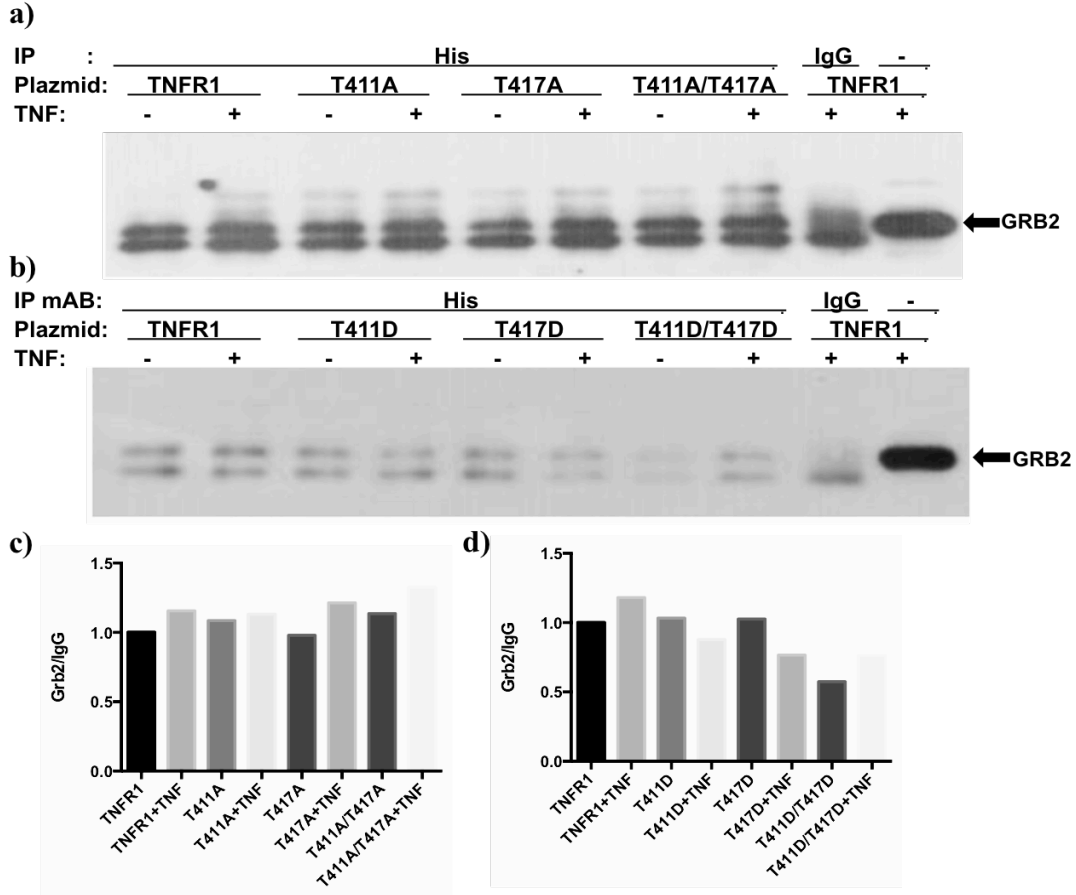 a)
IP : His IgG -
Plazmid: TNFR1 T411A T417A T411A/T417A TNFR1
TNF: - + - + - + - + + +
GRB2
b)
IP mAB: His IgG -
Plazmid: TNFR1 T411D T417D T411D/T417D TNFR1
TNF: - + - + - + - + + +
GRB2
c)
1.5
1.0
0.5
0.0
Grb2/IgG
TNFR1
TNFR1+TNF
T411A
T411A+TNF
T417A
T417A+TNF
T411A/T417A
T411A/T417A+TNF
d)
1.5
1.0
0.5
0.0
Grb2/IgG
TNFR1
TNFR1+TNF
T411D
T411D+TNF
T417D
T417D+TNF
T411D/T417D
T411D/T417D+TNF